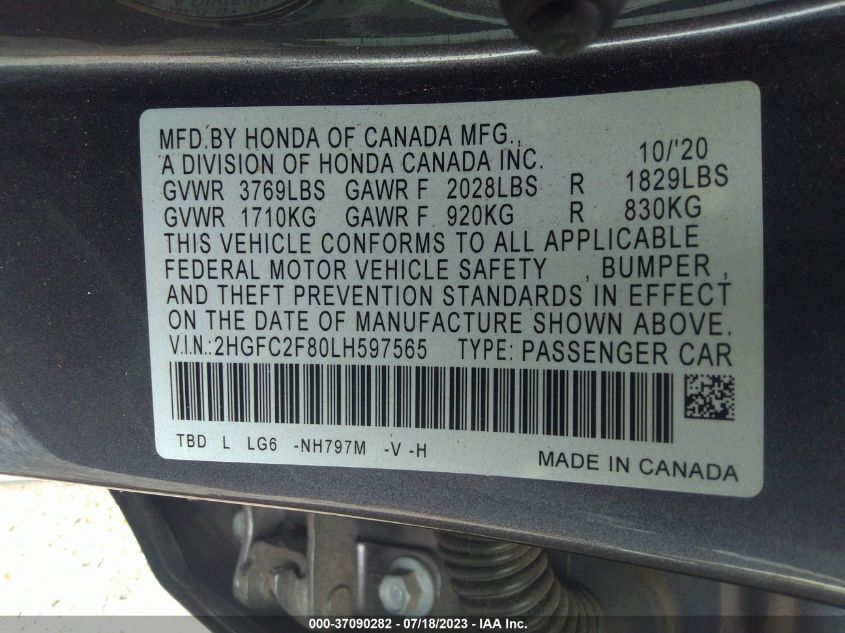 MFD.BY HONDA OF CANADA MFG.,
A DIVISION OF HONDA CANADA INC. 10/'20
GVWR 3769LBS GAWR F 2028LBS R 1829LBS
GVWR 1710KG GAWR F 920KG R 830KG
THIS VEHICLE CONFORMS TO ALL APPLICABLE
FEDERAL MOTOR VEHICLE SAFETY , BUMPER ,
AND THEFT PREVENTION STANDARDS IN EFFECT
ON THE DATE OF MANUFACTURE SHOWN ABOVE.
V.I.N.:2HGFC2F80LH597565 TYPE: PASSENGER CAR
TBD L LG6 -NH797M -V -H
MADE IN CANADA
000-37090282 - 07/18/2023 - IAA Inc.